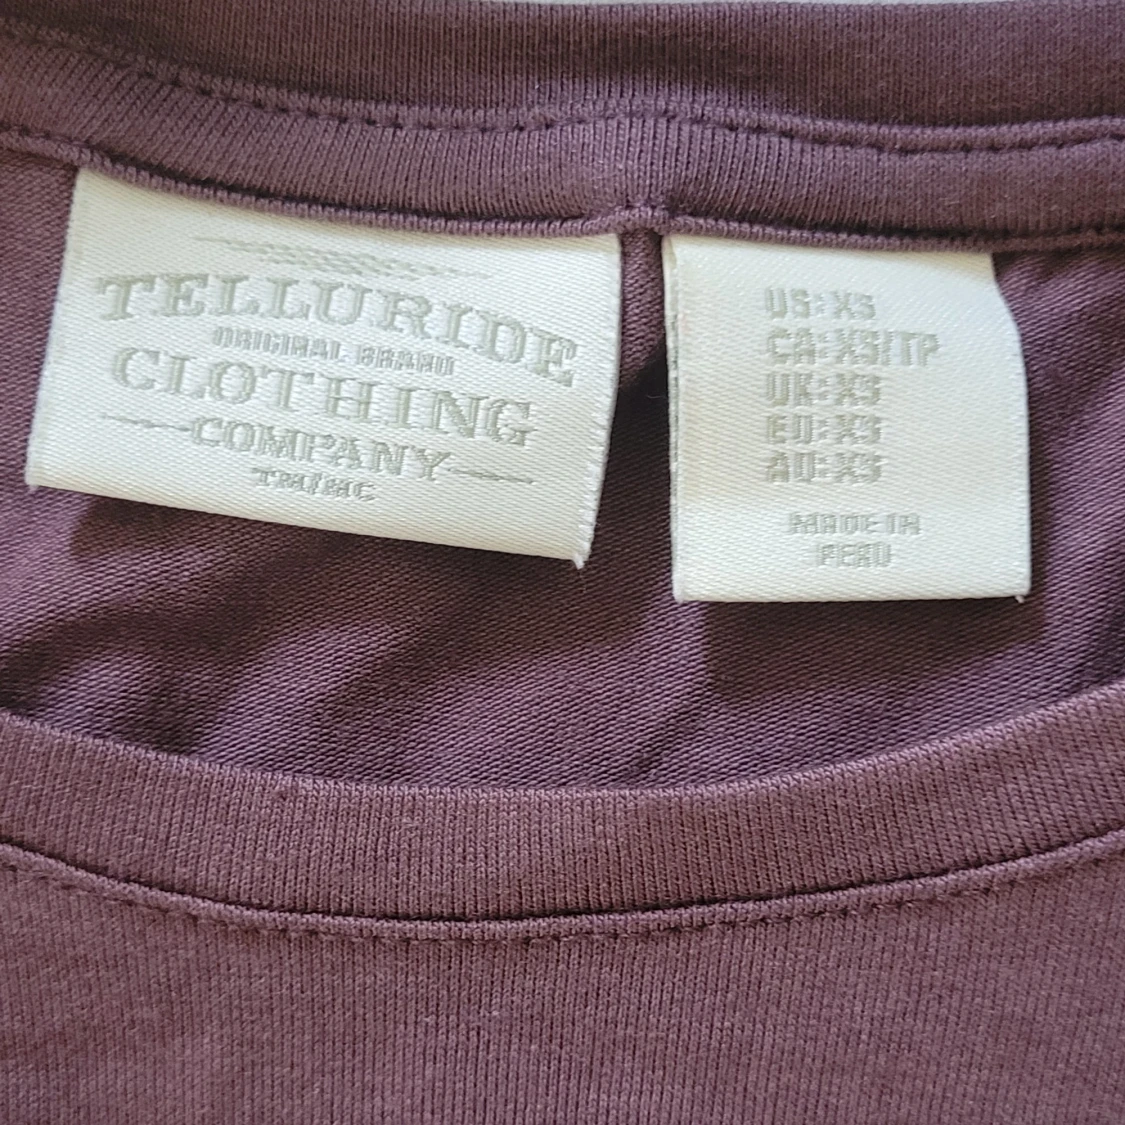 TELLURIDE
ORIGINAL BRAND
CLOTHING
COMPANY
TM/MC
US: XS
CA: XS/TP
UK: XS
EU: XS
AU: XS
MADE IN
PERU